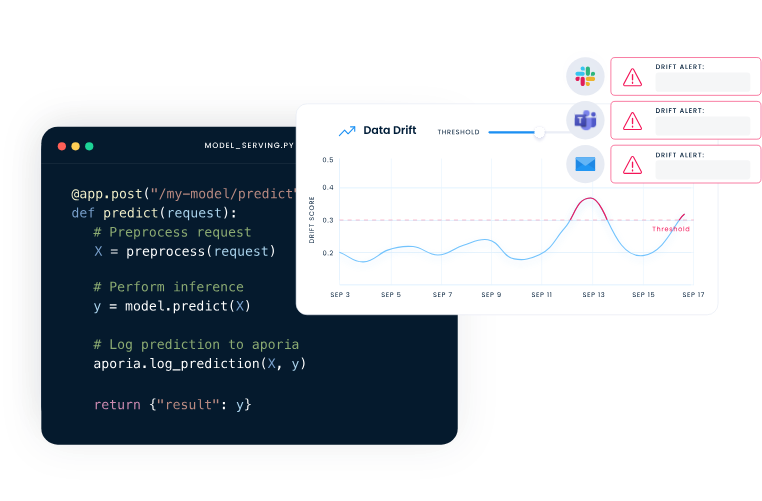 MODEL_SERVING.PY
@app.post("/my-model/predict"
def predict(request):
# Preprocess request
X = preprocess(request)
# Perform inference
y = model.predict(X)
# Log prediction to aporia
aporia.log_prediction(X, y)
return {"result": y}
Data Drift
THRESHOLD
DRIFT SCORE
0.5
0.4
0.3
0.2
Threshold
SEP 3 SEP 5 SEP 7 SEP 9 SEP 11 SEP 13 SEP 15 SEP 17
DRIFT ALERT:
T
DRIFT ALERT:
DRIFT ALERT: